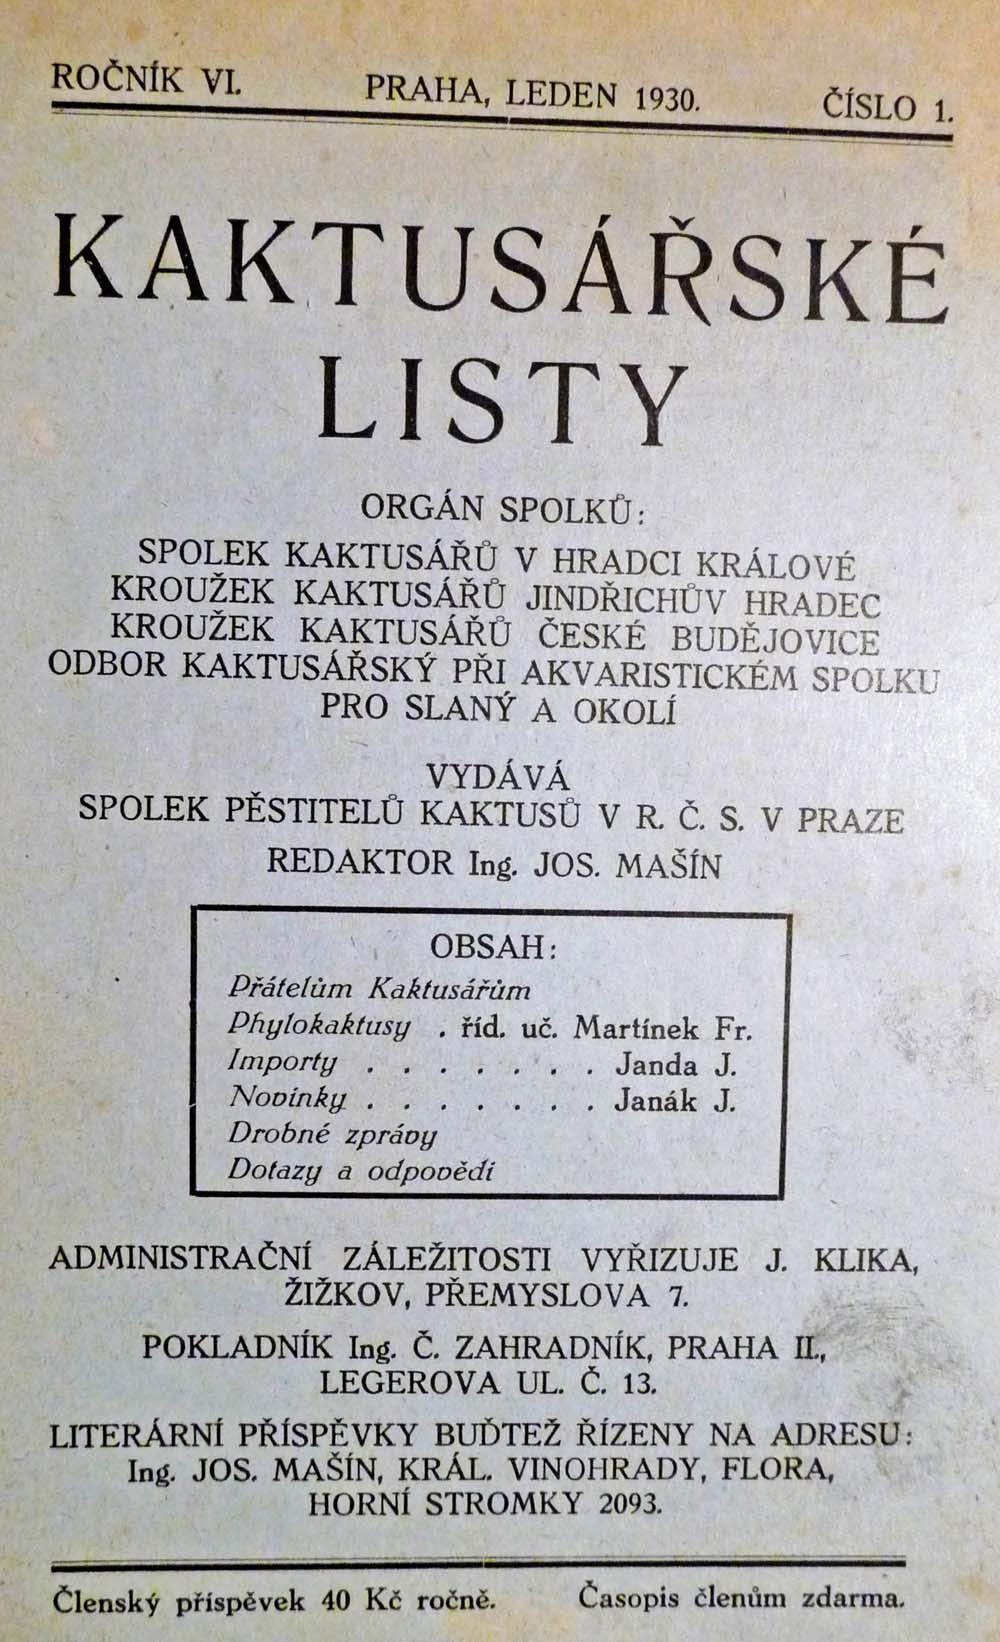 ROČNÍK VI. PRAHA, LEDEN 1930. ČÍSLO 1.
KAKTUSÁŘSKÉ
LISTY
ORGÁN SPOLKŮ:
SPOLEK KAKTUSÁŘŮ V HRADCI KRÁLOVÉ
KROUŽEK KAKTUSÁŘŮ JINDŘICHŮV HRADEC
KROUŽEK KAKTUSÁŘŮ ČESKÉ BUDĚJOVICE
ODBOR KAKTUSÁŘSKÝ PŘI AKVARISTICKÉM SPOLKU
PRO SLANÝ A OKOLÍ
VYDÁVÁ
SPOLEK PĚSTITELŮ KAKTUSŮ V R. Č. S. V PRAZE
REDAKTOR Ing. JOS. MAŠÍN
OBSAH:
Přátelům Kaktusářům
Phylokaktusy . říd. uč. Martínek Fr.
Importy . . . . . . . Janda J.
Novinky . . . . . . . Janák J.
Drobné zprávy
Dotazy a odpovědi
ADMINISTRAČNÍ ZÁLEŽITOSTI VYŘIZUJE J. KLIKA,
ŽIŽKOV, PŘEMYSLOVA 7.
POKLADNÍK Ing. Č. ZAHRADNÍK, PRAHA II.,
LEGEROVA UL. Č. 13.
LITERÁRNÍ PŘÍSPĚVKY BUĎTEŽ ŘÍZENY NA ADRESU:
Ing. JOS. MAŠÍN, KRÁL. VINOHRADY, FLORA,
HORNÍ STROMKY 2093.
Členský příspěvek 40 Kč ročně. Časopis členům zdarma.